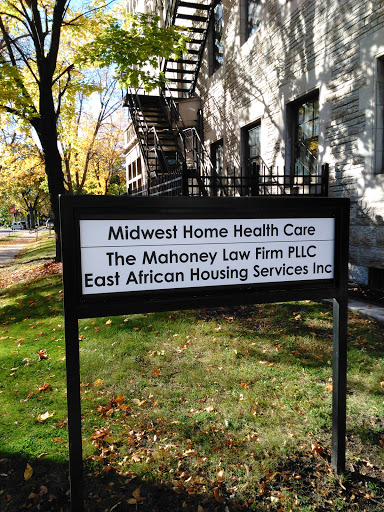 Midwest Home Health Care
The Mahoney Law Firm PLLC
East African Housing Services Inc